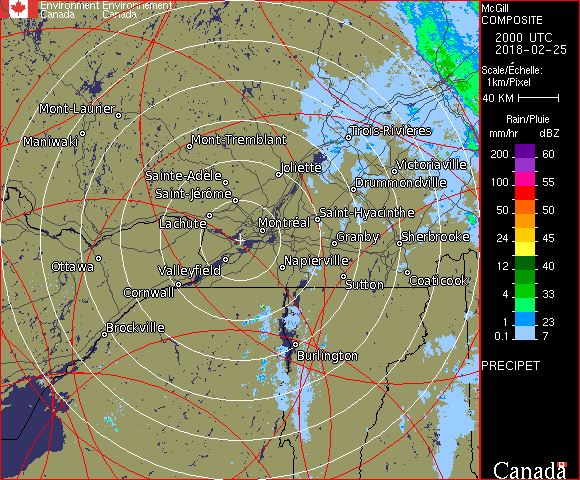 Environment Environnement
Canada Canada
McGill
COMPOSITE
2000 UTC
2018-02-25
Scale/Échelle:
1km/Pixel
40 KM
Rain/Pluie
mm/hr dBZ
200 60
150 57
100 55
50 50
24 45
12 40
4 33
1 23
0.1 7
PRECIPET
Canada
Mont-Laurier
Maniwaki
Mont-Tremblant
Trois-Rivières
Sainte-Adèle
Joliette
Victoriaville
Saint-Jérôme
Drummondville
Lachute
Montréal
Saint-Hyacinthe
Granby
Sherbrooke
Ottawa
Valleyfield
Napierville
Cornwall
Sutton
Coaticook
Brockville
Burlington